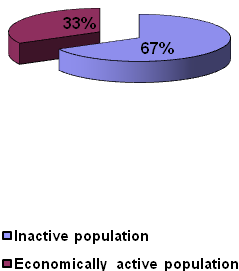 33%
67%
Inactive population
Economically active population